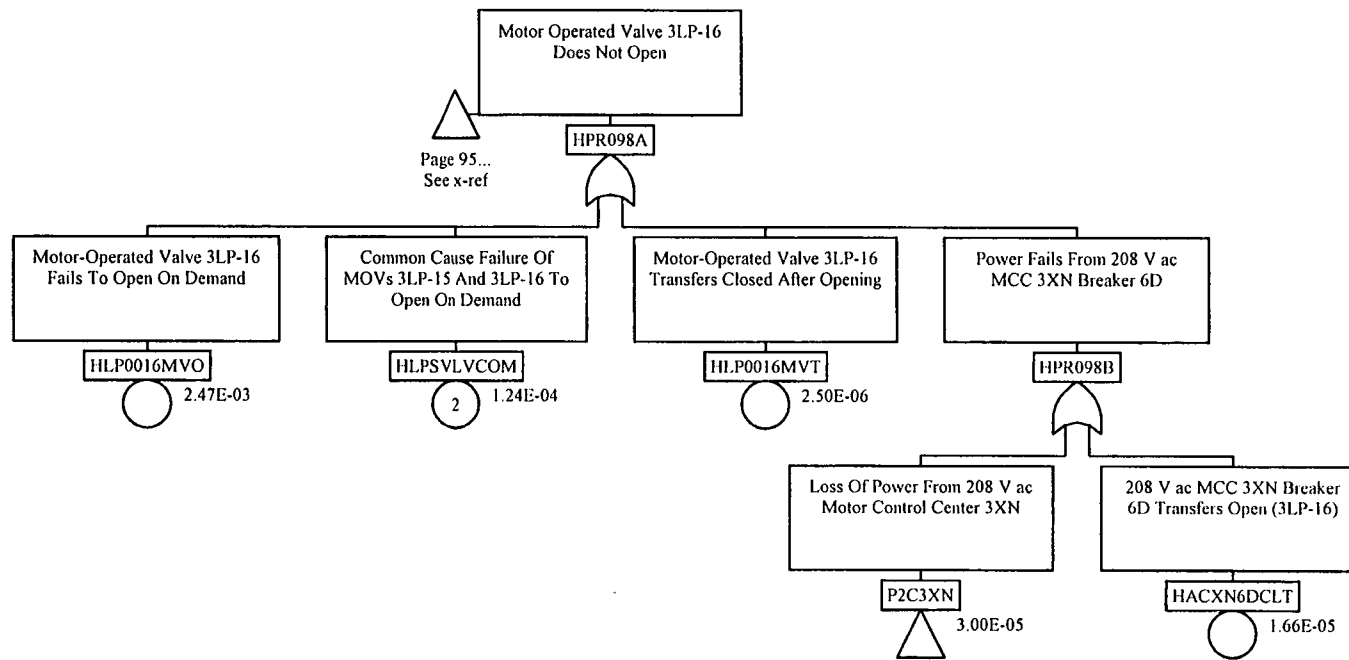 Motor Operated Valve 3LP-16
Does Not Open
HPR098A
Page 95...
See x-ref
Motor-Operated Valve 3LP-16
Fails To Open On Demand
HLP0016MVO
2.47E-03
Common Cause Failure Of
MOVs 3LP-15 And 3LP-16 To
Open On Demand
HLPSVLVCOM
2
1.24E-04
Motor-Operated Valve 3LP-16
Transfers Closed After Opening
HLP0016MVT
2.50E-06
Power Fails From 208 V ac
MCC 3XN Breaker 6D
HPR098B
Loss Of Power From 208 V ac
Motor Control Center 3XN
P2C3XN
3.00E-05
208 V ac MCC 3XN Breaker
6D Transfers Open (3LP-16)
HACXN6DCLT
1.66E-05